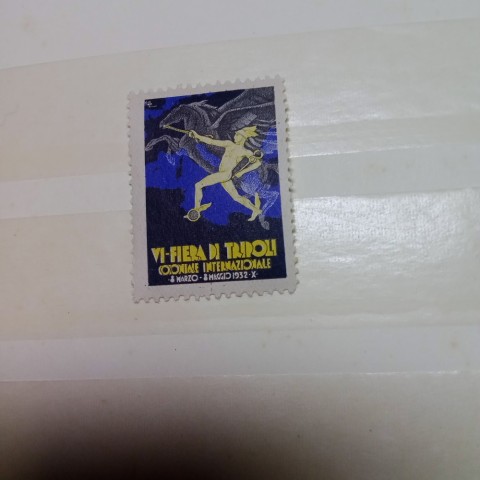 VI-FIERA DI TRIPOLI
COLONIALE INTERNAZIONALE
·8 MARZO - 8 MAGGIO 1932·X·